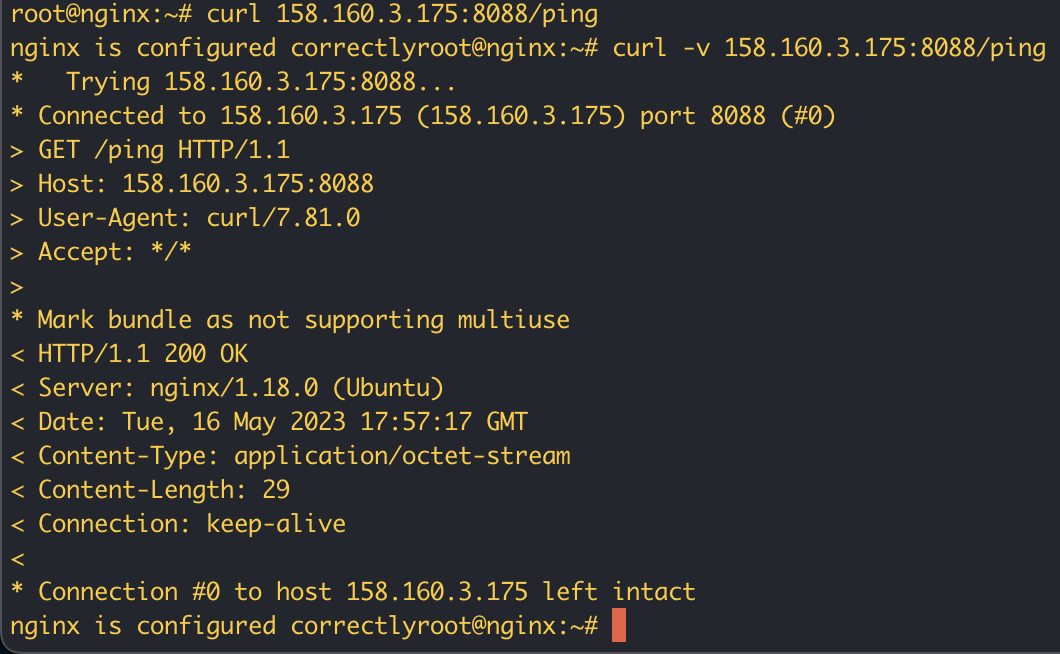 root@nginx:~# curl 158.160.3.175:8088/ping
nginx is configured correctlyroot@nginx:~# curl -v 158.160.3.175:8088/ping
*   Trying 158.160.3.175:8088...
* Connected to 158.160.3.175 (158.160.3.175) port 8088 (#0)
> GET /ping HTTP/1.1
> Host: 158.160.3.175:8088
> User-Agent: curl/7.81.0
> Accept: */*
>
* Mark bundle as not supporting multiuse
< HTTP/1.1 200 OK
< Server: nginx/1.18.0 (Ubuntu)
< Date: Tue, 16 May 2023 17:57:17 GMT
< Content-Type: application/octet-stream
< Content-Length: 29
< Connection: keep-alive
<
* Connection #0 to host 158.160.3.175 left intact
nginx is configured correctlyroot@nginx:~#